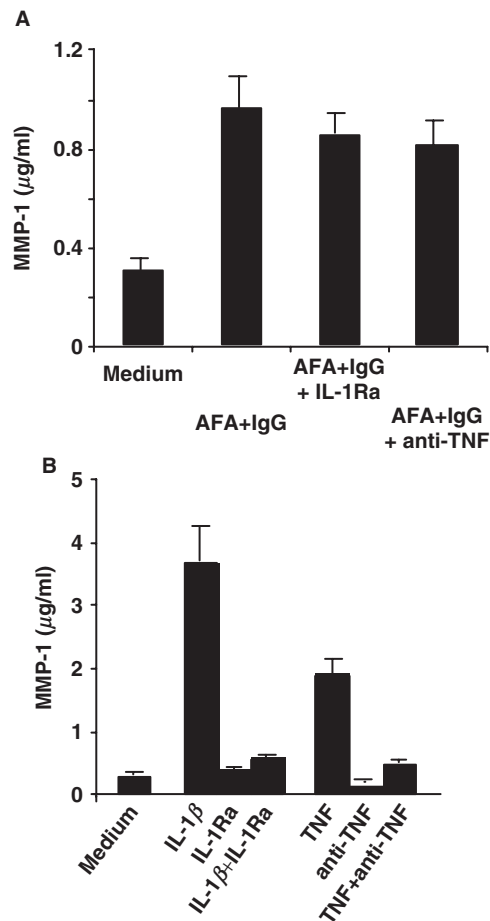 A
1.2
0.8
0.4
0
MMP-1 (μg/ml)
Medium
AFA+IgG
AFA+IgG
+ IL-1Ra
AFA+IgG
+ anti-TNF
B
5
4
3
2
1
0
MMP-1 (μg/ml)
Medium
IL-1β
IL-1Ra
IL-1β+IL-1Ra
TNF
anti-TNF
TNF+anti-TNF